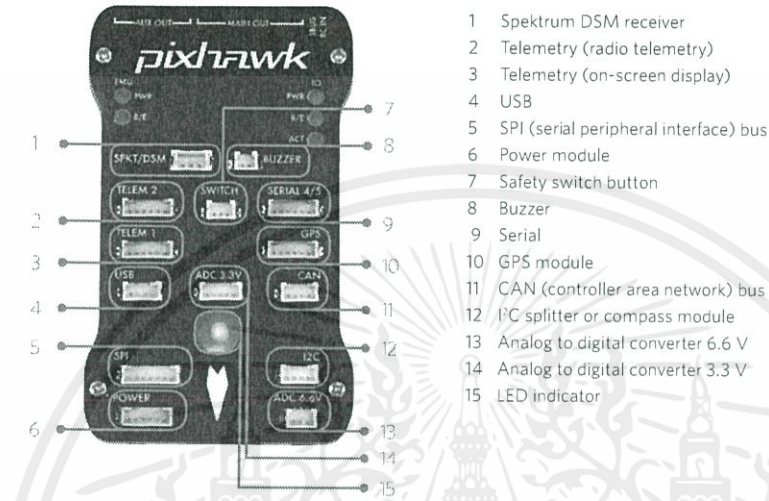 AUX OUT MAIN OUT SBUS
RC IN
pixhawk
FMU IO
PWR PWR
B/E B/E
ACT
SPKT/DSM BUZZER
TELEM 2 SWITCH SERIAL 4/5
TELEM 1 GPS
USB ADC 3.3V CAN
SPI I2C
POWER ADC 6.6V
1
2
3
4
5
6
7
8
9
10
11
12
13
14
15
1 Spektrum DSM receiver
2 Telemetry (radio telemetry)
3 Telemetry (on-screen display)
4 USB
5 SPI (serial peripheral interface) bus
6 Power module
7 Safety switch button
8 Buzzer
9 Serial
10 GPS module
11 CAN (controller area network) bus
12 I²C splitter or compass module
13 Analog to digital converter 6.6 V
14 Analog to digital converter 3.3 V
15 LED indicator